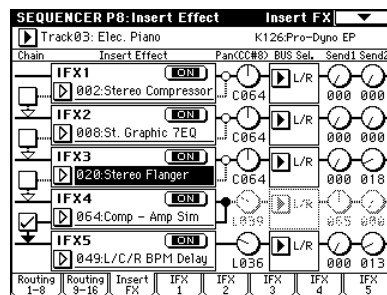 SEQUENCER P8:Insert Effect Insert FX
Track03: Elec. Piano K126:Pro-Dyno EP
Chain Insert Effect Pan(CC#8) BUS Sel. Send1 Send2
IFX1 ON
002:Stereo Compressor C064 L/R 000 000
IFX2 ON
008:St. Graphic 7EQ C064 L/R 000 000
IFX3 ON
020:Stereo Flanger C064 L/R 000 018
IFX4 ON
064:Comp - Amp Sim L039 L/R 065 006
IFX5 ON
049:L/C/R BPM Delay L036 L/R 000 013
Routing 1-8 Routing 9-16 Insert FX IFX 1 IFX 2 IFX 3 IFX 4 IFX 5